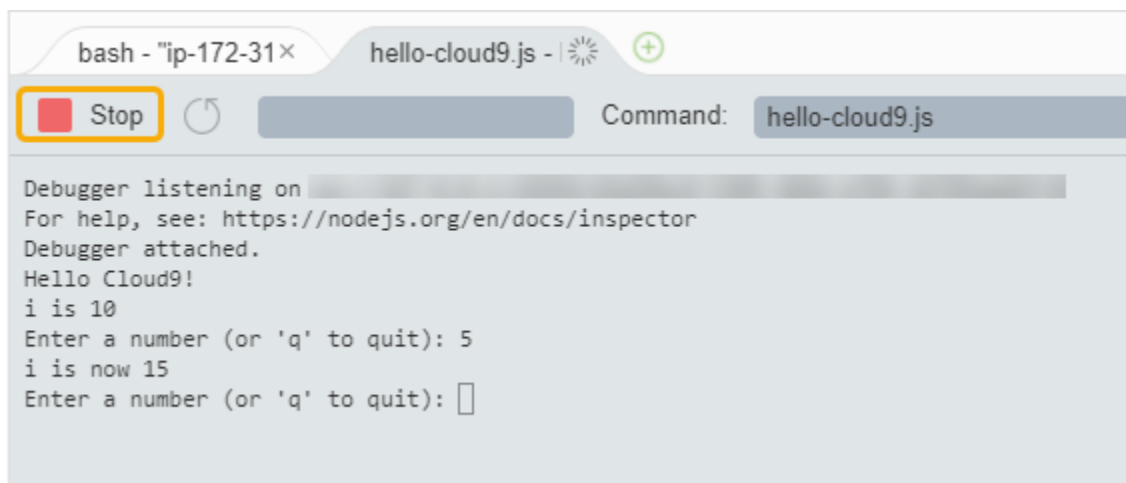 bash - "ip-172-31× hello-cloud9.js -
Stop Command: hello-cloud9.js
Debugger listening on
For help, see: https://nodejs.org/en/docs/inspector
Debugger attached.
Hello Cloud9!
i is 10
Enter a number (or 'q' to quit): 5
i is now 15
Enter a number (or 'q' to quit):